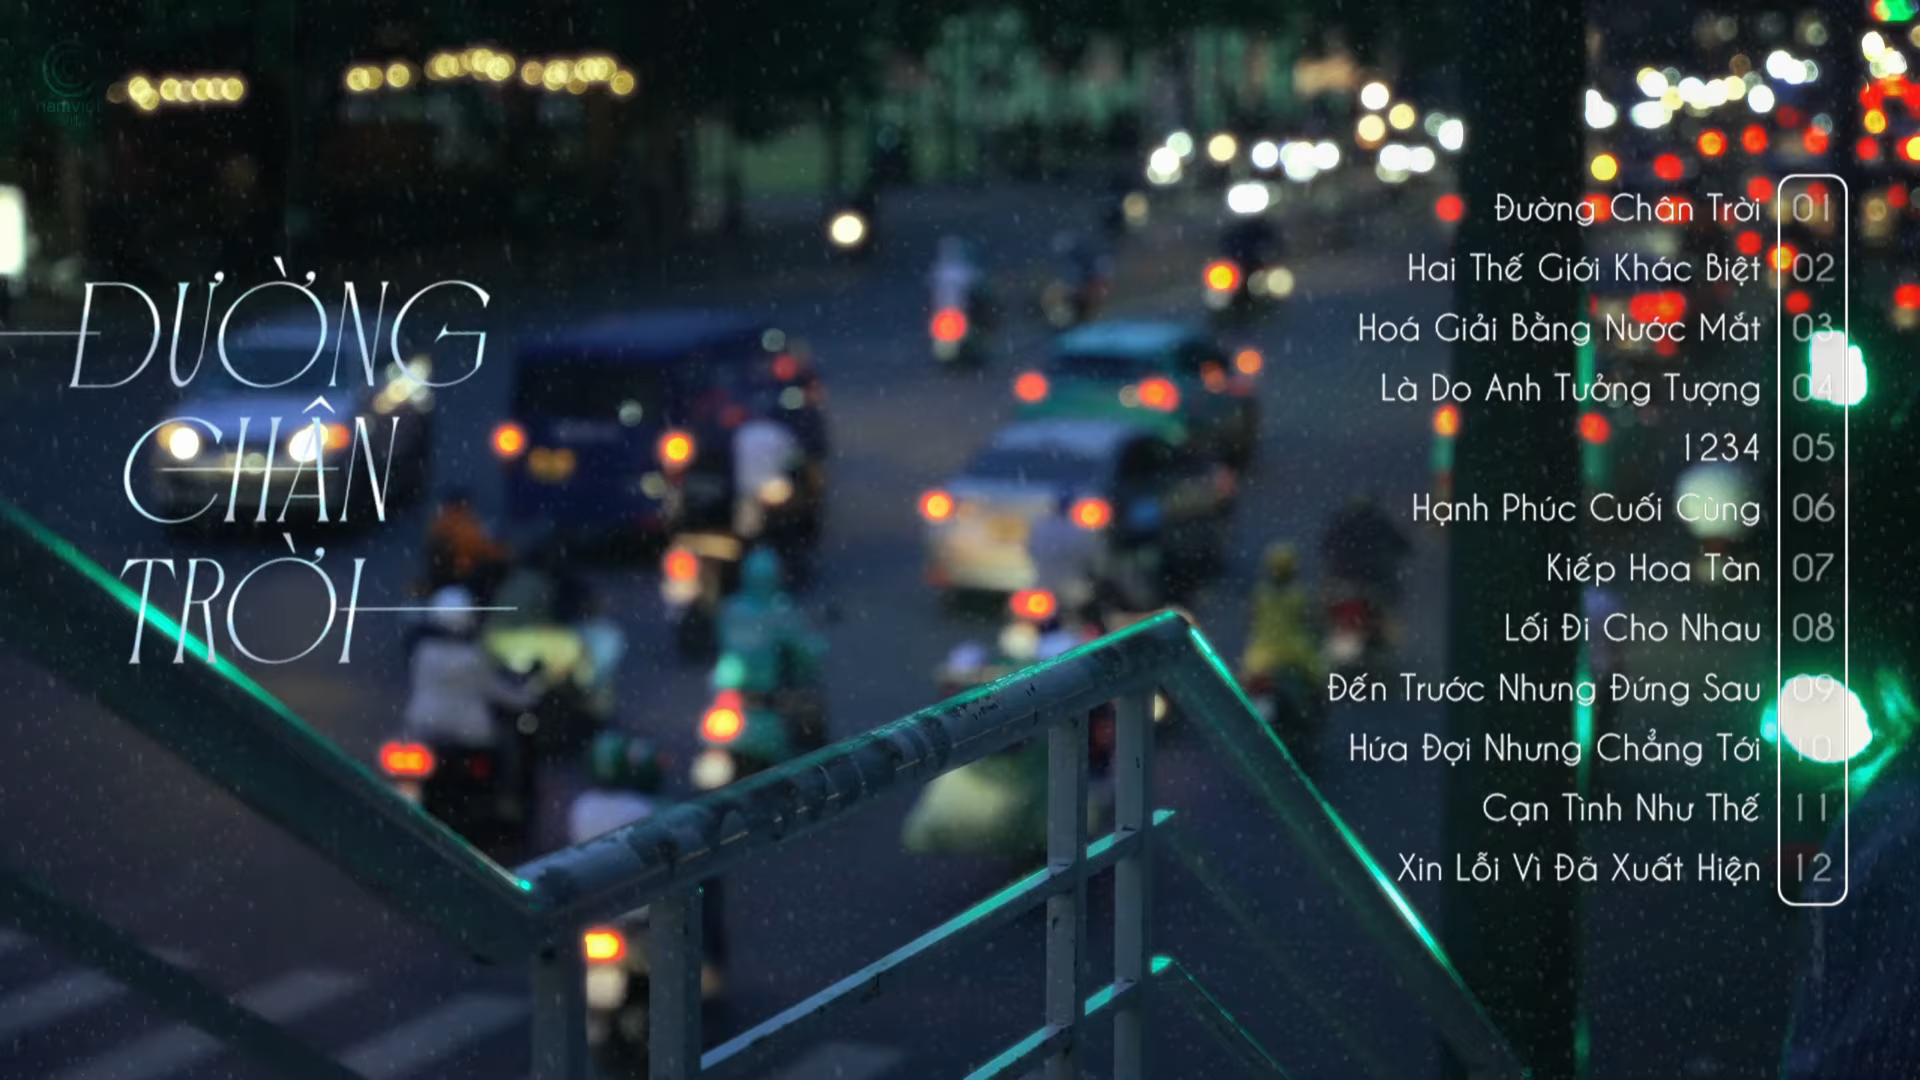 namviet
ĐƯỜNG
CHÂN
TRỜI
Đường Chân Trời 01
Hai Thế Giới Khác Biệt 02
Hoá Giải Bằng Nước Mắt 03
Là Do Anh Tưởng Tượng 04
1234 05
Hạnh Phúc Cuối Cùng 06
Kiếp Hoa Tàn 07
Lối Đi Cho Nhau 08
Đến Trước Nhưng Đứng Sau 09
Hứa Đợi Nhưng Chẳng Tới 10
Cạn Tình Như Thế 11
Xin Lỗi Vì Đã Xuất Hiện 12